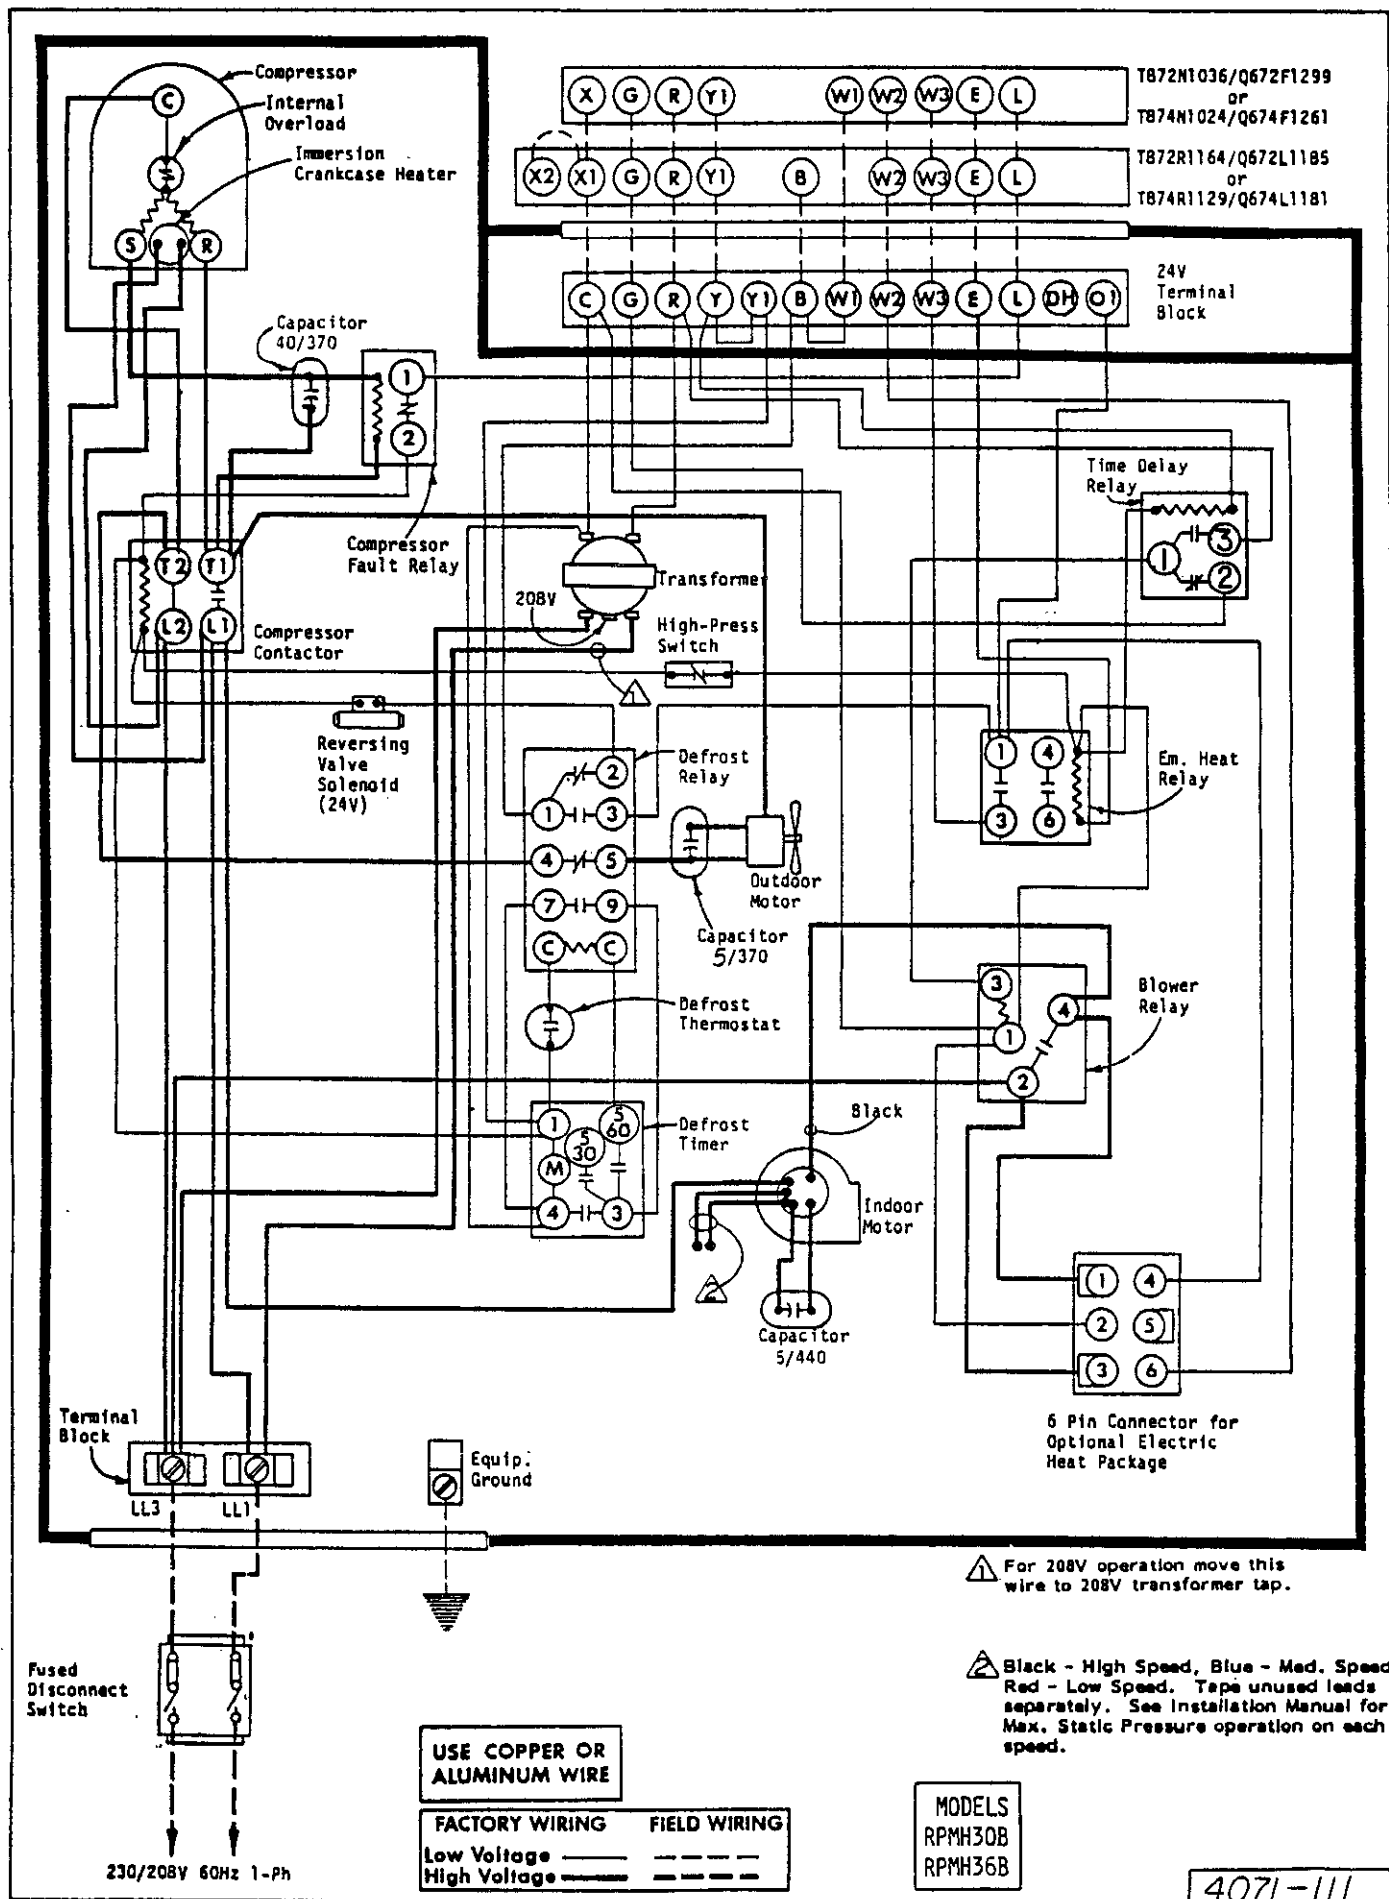 Compressor
Internal
Overload
Immersion
Crankcase Heater
C
S
R
X G R Y1 W1 W2 W3 E L
T872N1036/Q672F1299
or
T874N1024/Q674F1261
X2 X1 G R Y1 B W2 W3 E L
T872R1164/Q672L1185
or
T874R1129/Q674L1181
C G R Y Y1 B W1 W2 W3 E L DH O1
24V
Terminal
Block
Capacitor
40/370
1
2
Compressor
Fault Relay
T2 T1
L2 L1
Compressor
Contactor
Transformer
208V
High-Press
Switch
1
Time Delay
Relay
1
3
2
Reversing
Valve
Solenoid
(24V)
Defrost
Relay
2
1 3
4 5
7 9
C C
Outdoor
Motor
Capacitor
5/370
1 4
3 6
Em. Heat
Relay
Defrost
Thermostat
3
4
1
2
Blower
Relay
Black
Defrost
Timer
1
5
60
5
30
M
4 3
Indoor
Motor
2
Capacitor
5/440
1 4
2 5
3 6
6 Pin Connector for
Optional Electric
Heat Package
Terminal
Block
LL3 LL1
Equip.
Ground
1 For 208V operation move this
wire to 208V transformer tap.
2 Black - High Speed, Blue - Med. Speed
Red - Low Speed. Tape unused leads
separately. See Installation Manual for
Max. Static Pressure operation on each
speed.
Fused
Disconnect
Switch
230/208V 60Hz 1-Ph
USE COPPER OR
ALUMINUM WIRE
FACTORY WIRING FIELD WIRING
Low Voltage
High Voltage
MODELS
RPMH30B
RPMH36B
4071-111